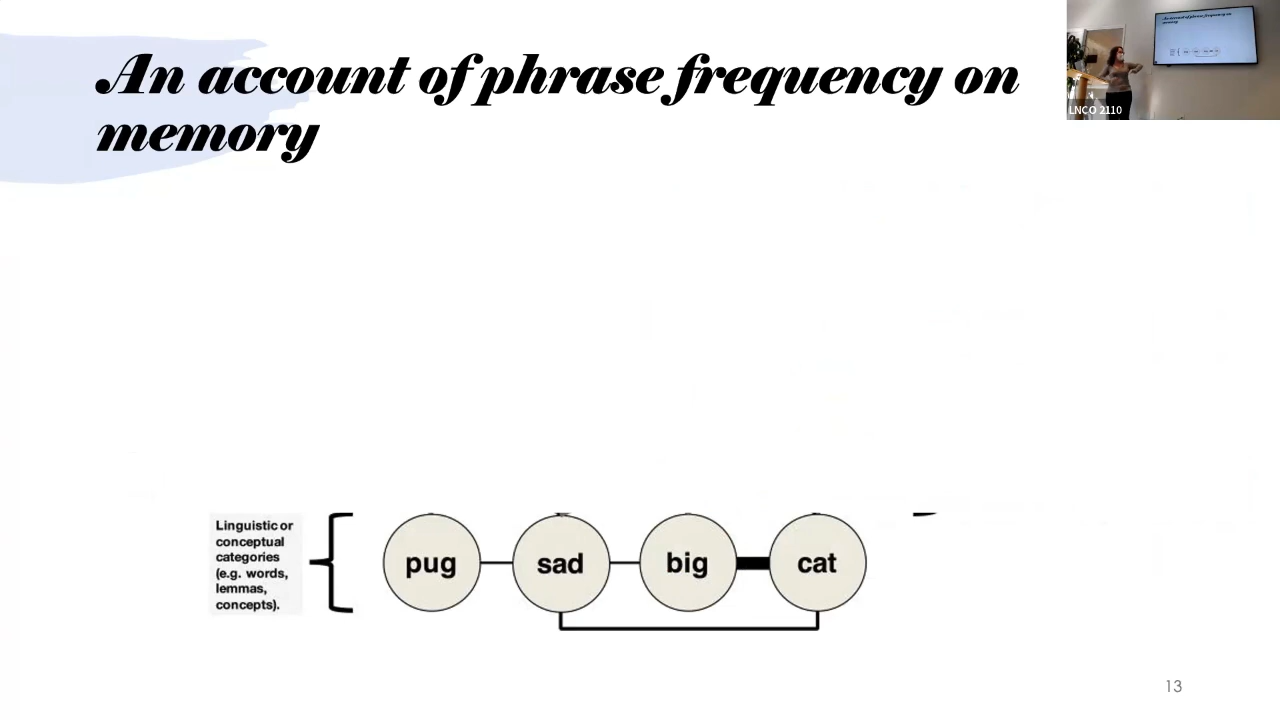 An account of phrase frequency on
memory
LNCO 2110
Linguistic or
conceptual
categories
(e.g. words,
lemmas,
concepts).
pug
sad
big
cat
13